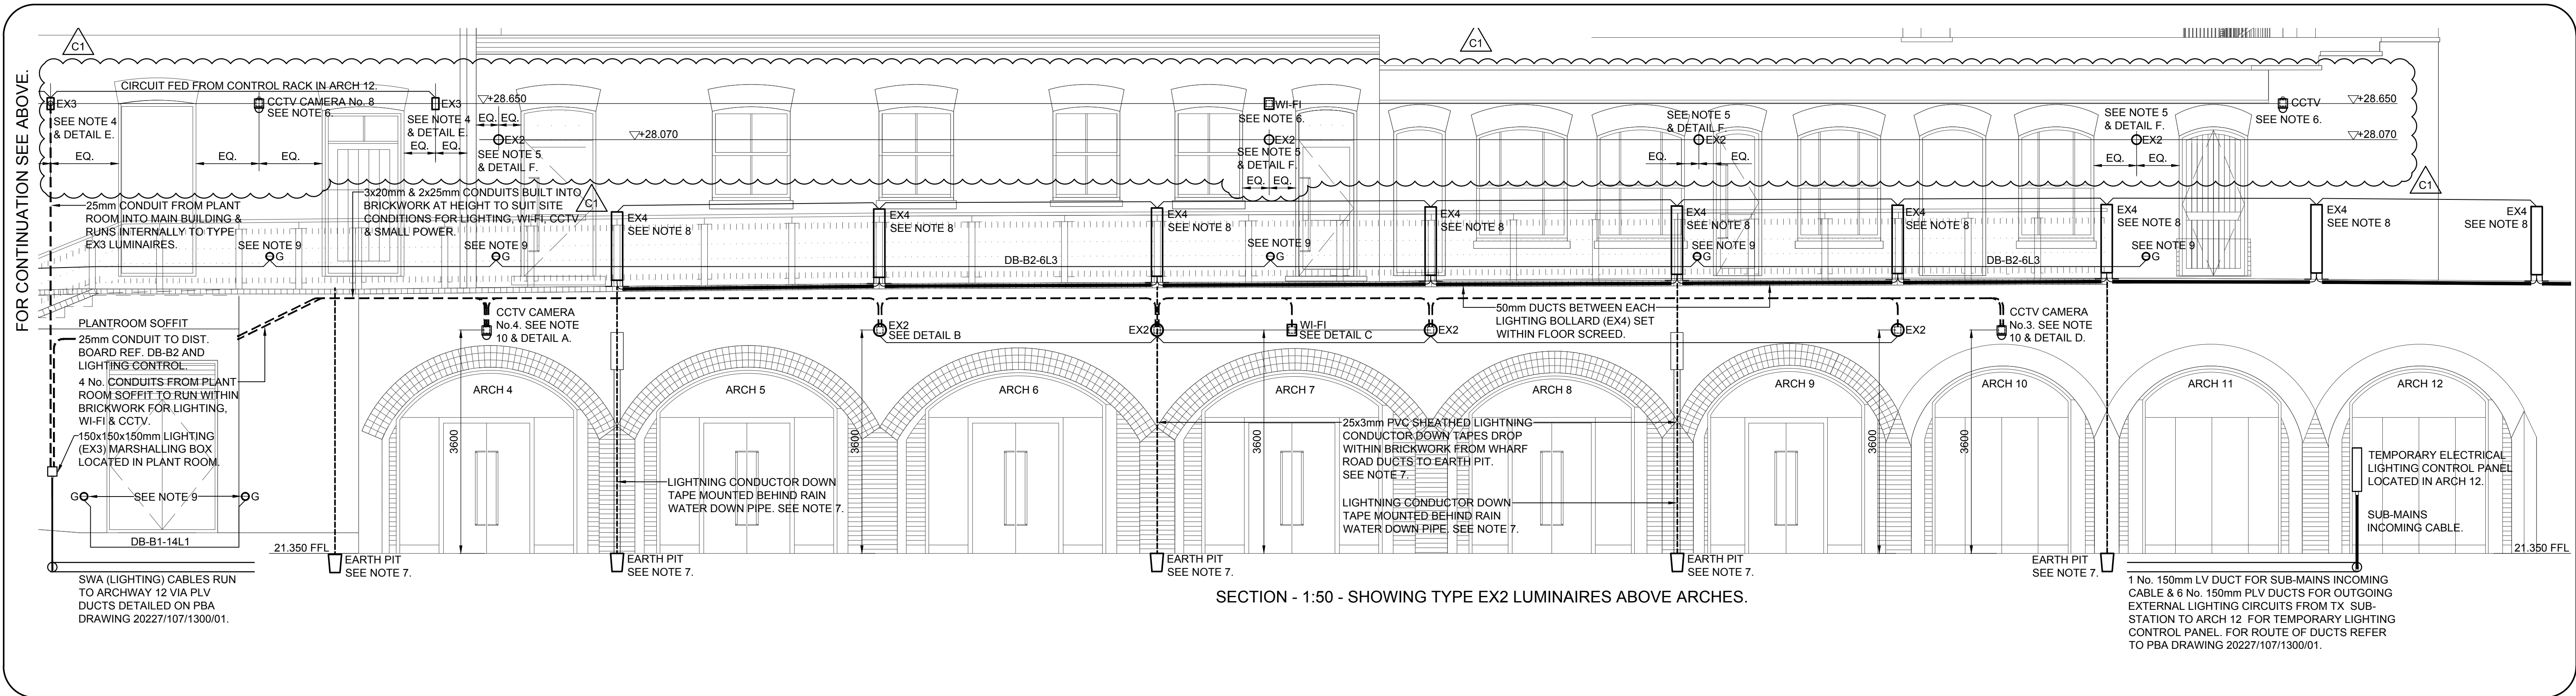 FOR CONTINUATION SEE ABOVE.
C1
C1
CIRCUIT FED FROM CONTROL RACK IN ARCH 12.
EX3
SEE NOTE 4
& DETAIL E.
EQ.
EQ.
EQ.
CCTV CAMERA No. 8
SEE NOTE 6.
EX3
SEE NOTE 4
& DETAIL E.
EQ.
EQ.
+28.650
EQ.
EQ.
EX2
SEE NOTE 5
& DETAIL F.
+28.070
WI-FI
SEE NOTE 6.
EX2
SEE NOTE 5
& DETAIL F.
EQ.
EQ.
SEE NOTE 5
& DETAIL F.
EX2
EQ.
EQ.
SEE NOTE 5
& DETAIL F.
EX2
EQ.
EQ.
CCTV
SEE NOTE 6.
+28.650
+28.070
C1
C1
25mm CONDUIT FROM PLANT
ROOM INTO MAIN BUILDING &
RUNS INTERNALLY TO TYPE
EX3 LUMINAIRES.
3x20mm & 2x25mm CONDUITS BUILT INTO
BRICKWORK AT HEIGHT TO SUIT SITE
CONDITIONS FOR LIGHTING, WI-FI, CCTV
& SMALL POWER.
SEE NOTE 9
G
SEE NOTE 9
G
EX4
SEE NOTE 8
EX4
SEE NOTE 8
EX4
SEE NOTE 8
SEE NOTE 9
G
DB-B2-6L3
EX4
SEE NOTE 8
EX4
SEE NOTE 8
SEE NOTE 9
G
EX4
SEE NOTE 8
DB-B2-6L3
EX4
SEE NOTE 8
SEE NOTE 9
G
EX4
SEE NOTE 8
EX4
SEE NOTE 8
PLANTROOM SOFFIT
25mm CONDUIT TO DIST.
BOARD REF. DB-B2 AND
LIGHTING CONTROL.
4 No. CONDUITS FROM PLANT
ROOM SOFFIT TO RUN WITHIN
BRICKWORK FOR LIGHTING,
WI-FI & CCTV.
150x150x150mm LIGHTING
(EX3) MARSHALLING BOX
LOCATED IN PLANT ROOM.
G
SEE NOTE 9
G
DB-B1-14L1
SWA (LIGHTING) CABLES RUN
TO ARCHWAY 12 VIA PLV
DUCTS DETAILED ON PBA
DRAWING 20227/107/1300/01.
CCTV CAMERA
No.4. SEE NOTE
10 & DETAIL A.
EX2
SEE DETAIL B
EX2
WI-FI
SEE DETAIL C
EX2
50mm DUCTS BETWEEN EACH
LIGHTING BOLLARD (EX4) SET
WITHIN FLOOR SCREED.
EX2
CCTV CAMERA
No.3. SEE NOTE
10 & DETAIL D.
ARCH 4
ARCH 5
ARCH 6
ARCH 7
ARCH 8
ARCH 9
ARCH 10
ARCH 11
ARCH 12
3600
3600
3600
3600
3600
25x3mm PVC SHEATHED LIGHTNING
CONDUCTOR DOWN TAPES DROP
WITHIN BRICKWORK FROM WHARF
ROAD DUCTS TO EARTH PIT.
SEE NOTE 7.
LIGHTNING CONDUCTOR DOWN
TAPE MOUNTED BEHIND RAIN
WATER DOWN PIPE. SEE NOTE 7.
LIGHTNING CONDUCTOR DOWN
TAPE MOUNTED BEHIND RAIN
WATER DOWN PIPE. SEE NOTE 7.
TEMPORARY ELECTRICAL
LIGHTING CONTROL PANEL
LOCATED IN ARCH 12.
SUB-MAINS
INCOMING CABLE.
21.350 FFL
21.350 FFL
EARTH PIT
SEE NOTE 7.
EARTH PIT
SEE NOTE 7.
EARTH PIT
SEE NOTE 7.
EARTH PIT
SEE NOTE 7.
EARTH PIT
SEE NOTE 7.
1 No. 150mm LV DUCT FOR SUB-MAINS INCOMING
CABLE & 6 No. 150mm PLV DUCTS FOR OUTGOING
EXTERNAL LIGHTING CIRCUITS FROM TX SUB-
STATION TO ARCH 12 FOR TEMPORARY LIGHTING
CONTROL PANEL. FOR ROUTE OF DUCTS REFER
TO PBA DRAWING 20227/107/1300/01.
SECTION - 1:50 - SHOWING TYPE EX2 LUMINAIRES ABOVE ARCHES.